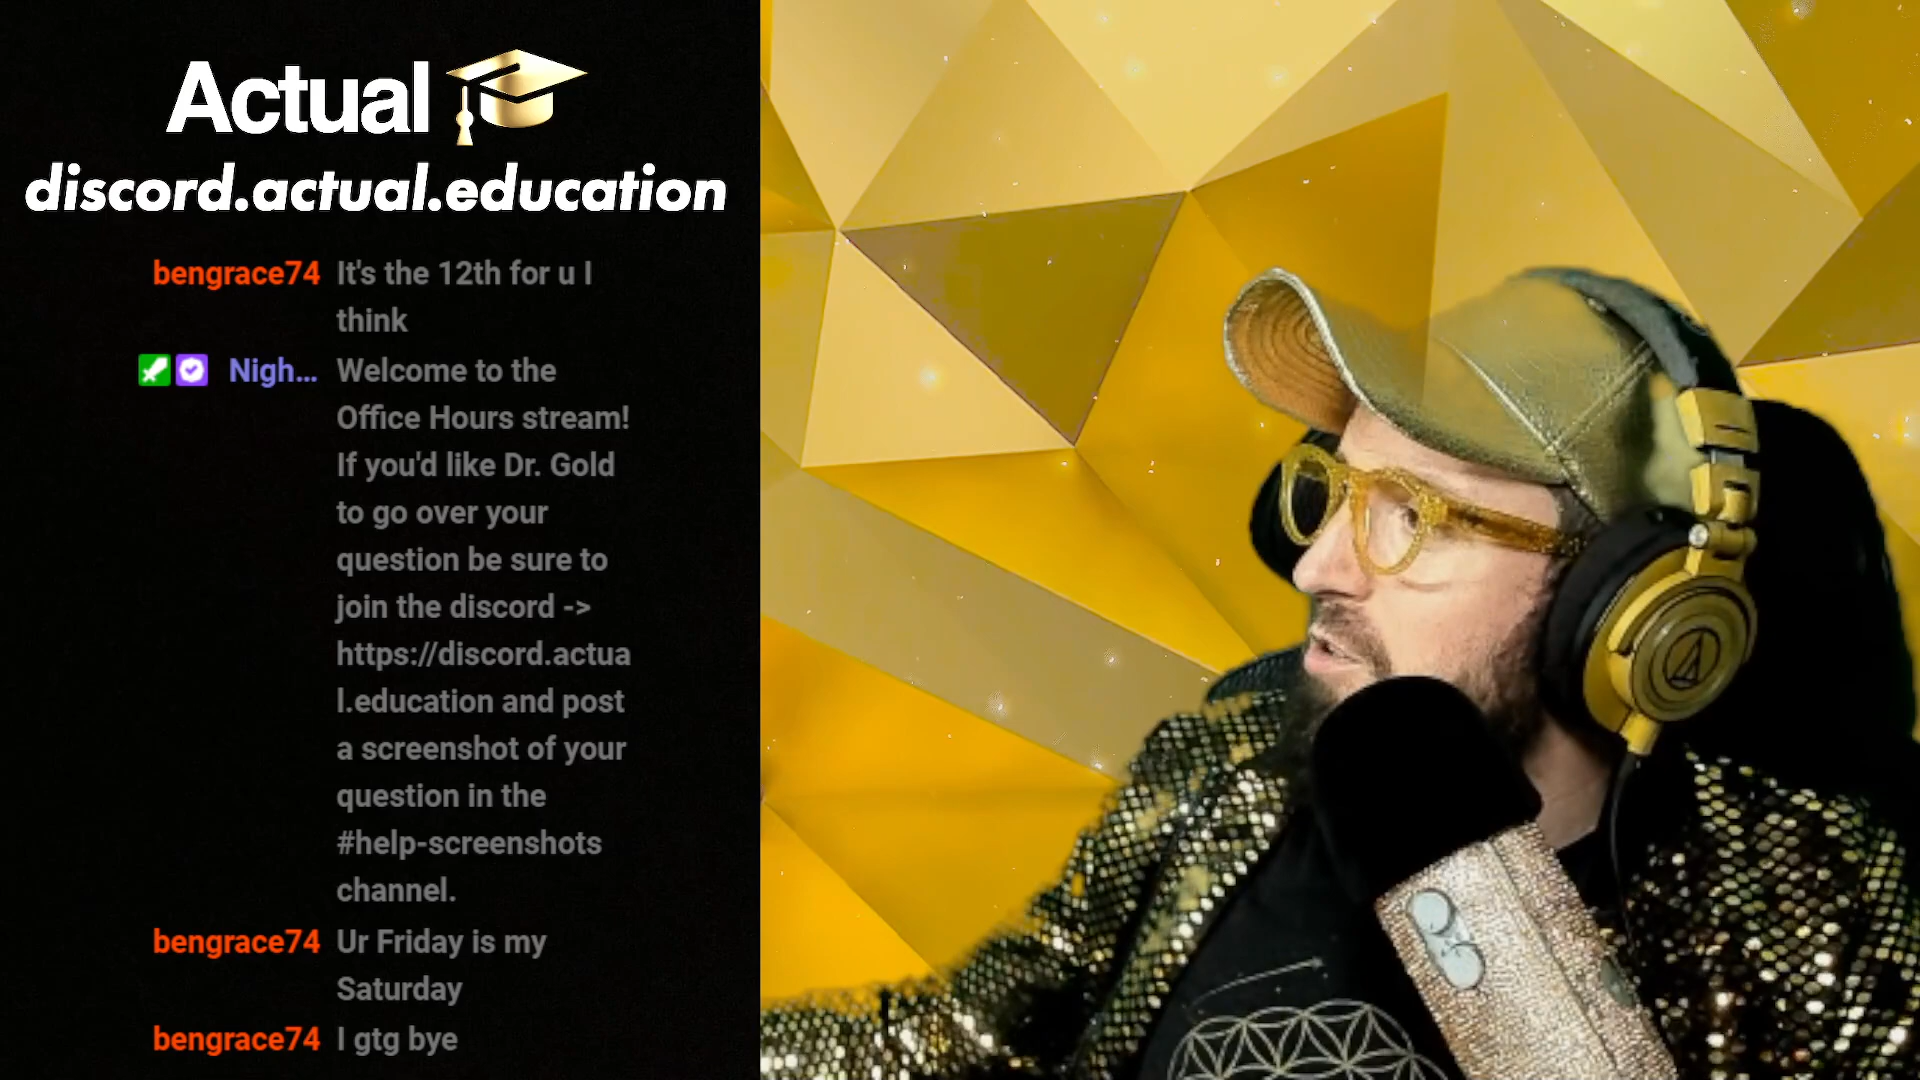 Actual
discord.actual.education
bengrace74 It's the 12th for u I
think
Nigh... Welcome to the
Office Hours stream!
If you'd like Dr. Gold
to go over your
question be sure to
join the discord ->
https://discord.actua
l.education and post
a screenshot of your
question in the
#help-screenshots
channel.
bengrace74 Ur Friday is my
Saturday
bengrace74 I gtg bye